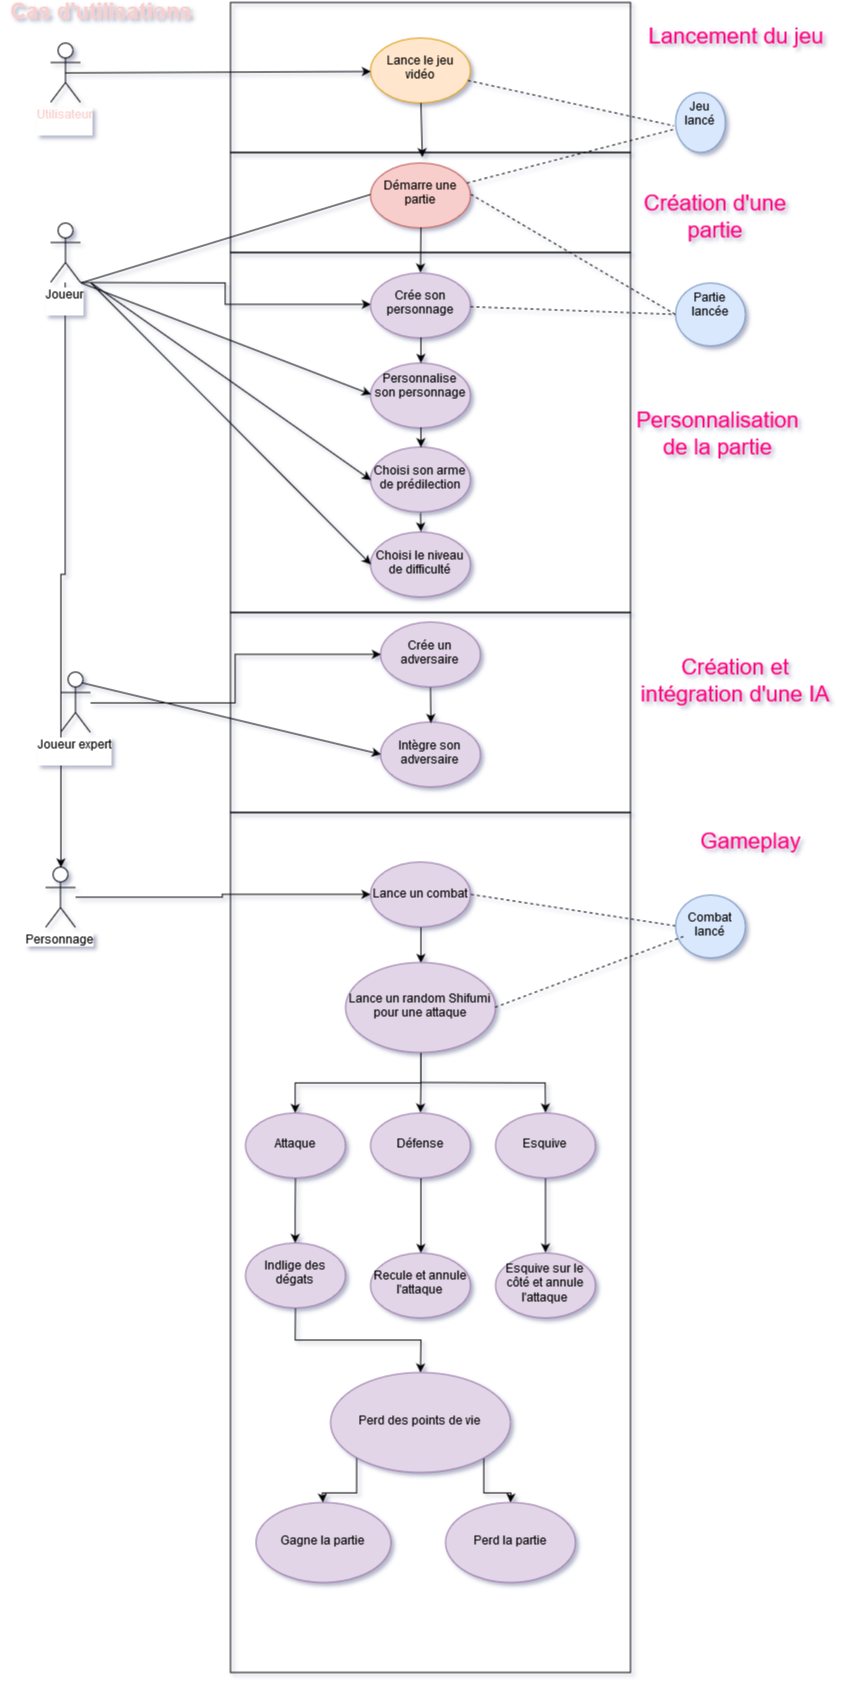 Cas d'utilisations
Lancement du jeu
Lance le jeu
vidéo
Utilisateur
Jeu
lancé
Démarre une
partie
Création d'une
partie
Joueur
Crée son
personnage
Partie
lancée
Personnalise
son personnage
Personnalisation
de la partie
Choisi son arme
de prédilection
Choisi le niveau
de difficulté
Crée un
adversaire
Création et
intégration d'une IA
Joueur expert
Intègre son
adversaire
Gameplay
Lance un combat
Personnage
Combat
lancé
Lance un random Shifumi
pour une attaque
Attaque
Défense
Esquive
Indlige des
dégats
Recule et annule
l'attaque
Esquive sur le
côté et annule
l'attaque
Perd des points de vie
Gagne la partie
Perd la partie